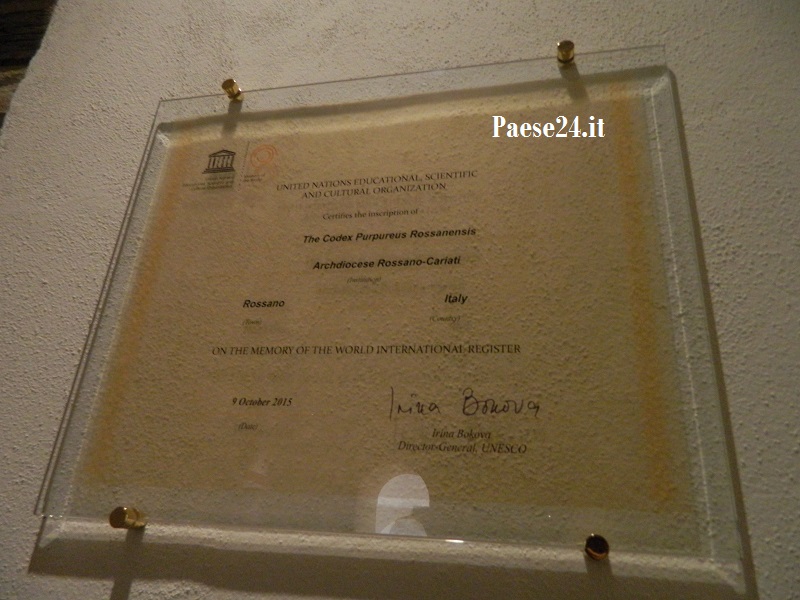 Paese24.it
UNITED NATIONS EDUCATIONAL, SCIENTIFIC
AND CULTURAL ORGANIZATION
Certifies the inscription of
The Codex Purpureus Rossanensis
Archdiocese Rossano-Cariati
(Institution)
Rossano Italy
(Town) (Country)
ON THE MEMORY OF THE WORLD INTERNATIONAL REGISTER
9 October 2015
(Date)
Irina Bokova
Irina Bokova
Director-General, UNESCO